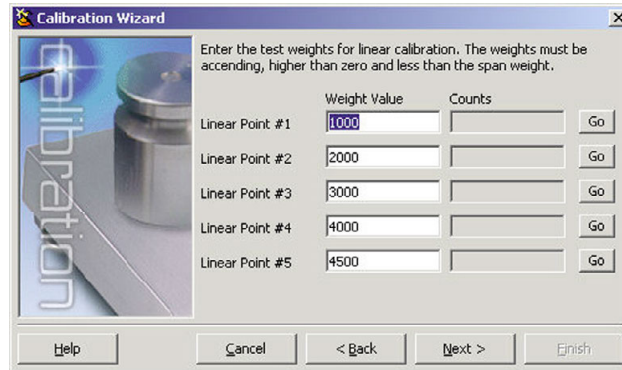 Calibration Wizard
calibration
Enter the test weights for linear calibration. The weights must be
accending, higher than zero and less than the span weight.
Weight Value Counts
Linear Point #1 1000 Go
Linear Point #2 2000 Go
Linear Point #3 3000 Go
Linear Point #4 4000 Go
Linear Point #5 4500 Go
Help Cancel < Back Next > Finish